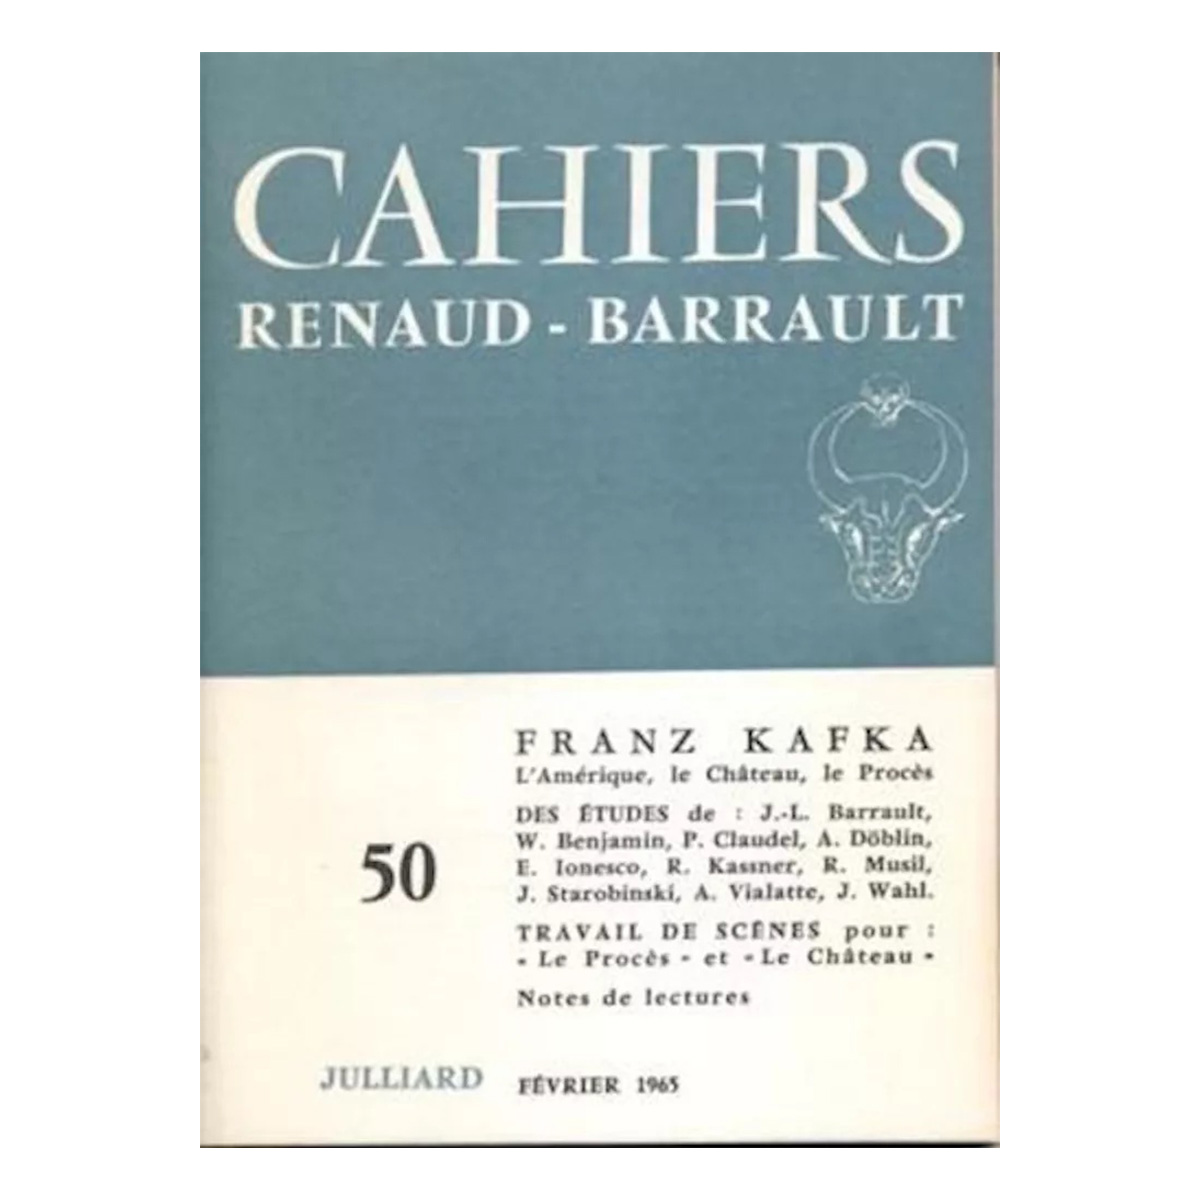 CAHIERS
RENAUD - BARRAULT
FRANZ KAFKA
L'Amérique, le Château, le Procès
DES ÉTUDES de : J.-L. Barrault,
W. Benjamin, P. Claudel, A. Döblin,
E. Ionesco, R. Kassner, R. Musil,
J. Starobinski, A. Vialatte, J. Wahl.
TRAVAIL DE SCÈNES pour :
« Le Procès » et « Le Château »
Notes de lectures
50
JULLIARD FÉVRIER 1965